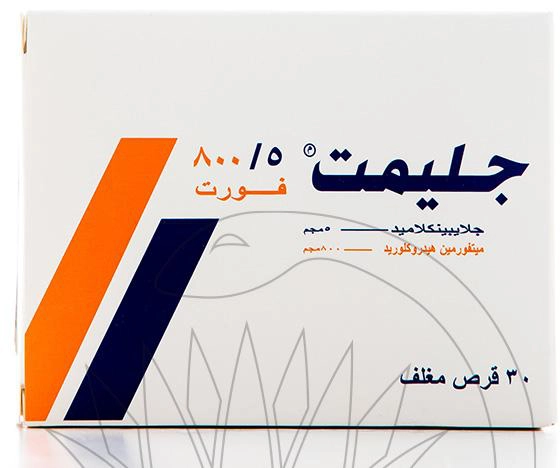 جليمت ٥/٨٠٠
فورت
جلايبينكلاميد ٥مجم
ميتفورمين هيدروكلوريد ٨٠٠مجم
٣٠ قرص مغلف